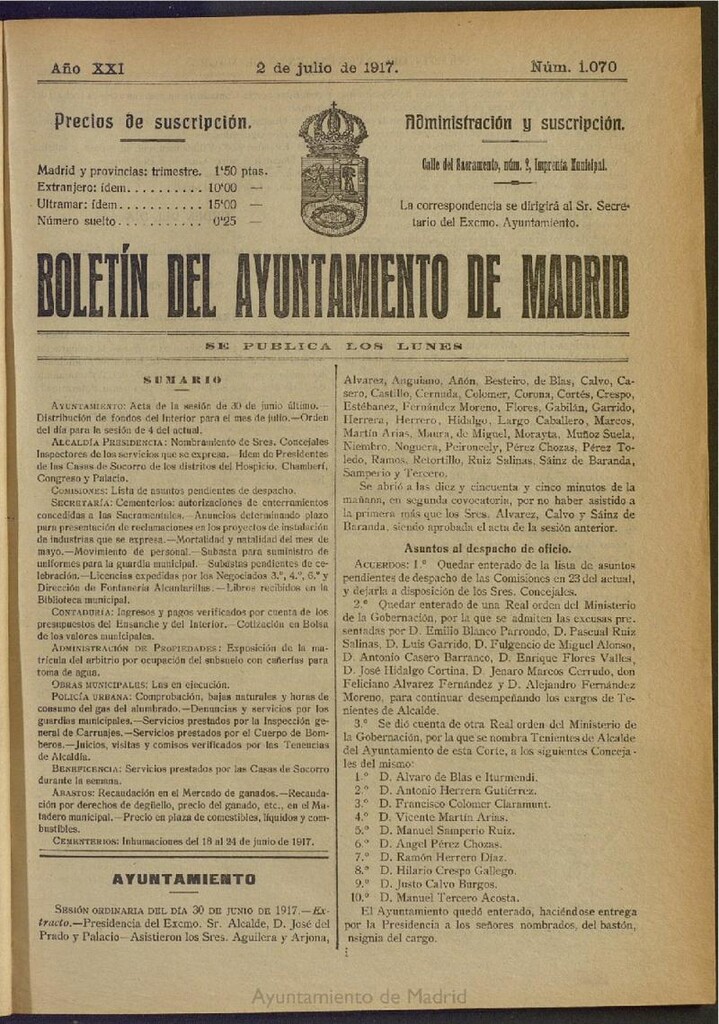 Año XXI
2 de julio de 1917.
Núm. 1.070
Precios de suscripción.
Madrid y provincias: trimestre. 1'50 ptas.
Extranjero: ídem.......... 10'00 —
Ultramar: ídem........... 15'00 —
Número suelto........... 0'25 —
Administración y suscripción.
Calle del Sacramento, núm. 2, Imprenta Municipal.
La correspondencia se dirigirá al Sr. Secre-
tario del Excmo. Ayuntamiento.
BOLETÍN DEL AYUNTAMIENTO DE MADRID
SE PUBLICA LOS LUNES
SUMARIO
AYUNTAMIENTO: Acta de la sesión de 30 de junio último.—
Distribución de fondos del Interior para el mes de julio.—Orden
del día para la sesión de 4 del actual.
ALCALDÍA PRESIDENCIA: Nombramiento de Sres. Concejales
Inspectores de los servicios que se expresa.—Idem de Presidentes
de las Casas de Socorro de los distritos del Hospicio, Chamberí,
Congreso y Palacio.
COMISIONES: Lista de asuntos pendientes de despacho.
SECRETARÍA: Cementerios: autorizaciones de enterramientos
concedidas a las Sacramentales.—Anuncios determinando plazo
para presentación de reclamaciones en los proyectos de instalación
de industrias que se expresa.—Mortalidad y natalidad del mes de
mayo.—Movimiento de personal.—Subasta para suministro de
uniformes para la guardia municipal.—Subastas pendientes de ce-
lebración.—Licencias expedidas por los Negociados 3.º, 4.º, 6.º y
Dirección de Fontanería Alcantarillas.—Libros recibidos en la
Biblioteca municipal.
CONTADURÍA: Ingresos y pagos verificados por cuenta de los
presupuestos del Ensanche y del Interior.—Cotización en Bolsa
de los valores municipales.
ADMINISTRACIÓN DE PROPIEDADES: Exposición de la ma-
trícula del arbitrio por ocupación del subsuelo con cañerías para
toma de agua.
OBRAS MUNICIPALES: Las en ejecución.
POLICÍA URBANA: Comprobación, bajas naturales y horas de
consumo del gas del alumbrado.—Denuncias y servicios por los
guardias municipales.—Servicios prestados por la Inspección ge-
neral de Carruajes.—Servicios prestados por el Cuerpo de Bom-
beros.—Juicios, visitas y comisos verificados por las Tenencias
de Alcaldía.
BENEFICENCIA: Servicios prestados por las Casas de Socorro
durante la semana.
ABASTOS: Recaudación en el Mercado de ganados.—Recauda-
ción por derechos de degüello, precio del ganado, etc., en el Ma-
tadero municipal.—Precio en plaza de comestibles, líquidos y com-
bustibles.
CEMENTERIOS: Inhumaciones del 18 al 24 de junio de 1917.
AYUNTAMIENTO
SESIÓN ORDINARIA DEL DÍA 30 DE JUNIO DE 1917.—Ex-
tracto.—Presidencia del Excmo. Sr. Alcalde, D. José del
Prado y Palacio—Asistieron los Sres. Aguilera y Arjona,
Alvarez, Anguiano, Añón, Besteiro, de Blas, Calvo, Ca-
sero, Castillo, Cernada, Colomer, Corona, Cortés, Crespo,
Estébanez, Fernández Moreno, Flores, Gabilán, Garrido,
Herrera, Herrero, Hidalgo, Largo Caballero, Marcos,
Martín Arias, Maura, de Miguel, Morayta, Muñoz Suela,
Niembro, Noguera, Peironcely, Pérez Chozas, Pérez To-
ledo, Ramos, Retortillo, Ruiz Salinas, Sáinz de Baranda,
Samperio y Tercero.
Se abrió a las diez y cincuenta y cinco minutos de la
mañana, en segunda covocatoria, por no haber asistido a
la primera más que los Sres. Alvarez, Calvo y Sáinz de
Baranda, siendo aprobada el acta de la sesión anterior.
Asuntos al despacho de oficio.
ACUERDOS: 1.º Quedar enterado de la lista de asuntos
pendientes de despacho de las Comisiones en 23 del actual,
y dejarla a disposición de los Sres. Concejales.
2.º Quedar enterado de una Real orden del Ministerio
de la Gobernación, por la que se admiten las excusas pre-
sentadas por D. Emilio Blanco Parrondo, D. Pascual Ruiz
Salinas, D. Luis Garrido, D. Fulgencio de Miguel Alonso,
D. Antonio Casero Barranco, D. Enrique Flores Valles,
D. José Hidalgo Cortina, D. Jenaro Marcos Cerrudo, don
Feliciano Alvarez Fernández y D. Alejandro Fernández
Moreno, para continuar desempeñando los cargos de Te-
nientes de Alcalde.
3.º Se dió cuenta de otra Real orden del Ministerio de
la Gobernación, por la que se nombra Tenientes de Alcalde
del Ayuntamiento de esta Corte, a los siguientes Conceja-
les del mismo:
1.º D. Alvaro de Blas e Iturmendi.
2.º D. Antonio Herrera Gutiérrez.
3.º D. Francisco Colomer Claramunt.
4.º D. Vicente Martín Arias.
5.º D. Manuel Samperio Ruiz.
6.º D. Angel Pérez Chozas.
7.º D. Ramón Herrero Díaz.
8.º D. Hilario Crespo Gallego.
9.º D. Justo Calvo Burgos.
10.º D. Manuel Tercero Acosta.
El Ayuntamiento quedó enterado, haciéndose entrega
por la Presidencia a los señores nombrados, del bastón,
nsignia del cargo.
Ayuntamiento de Madrid